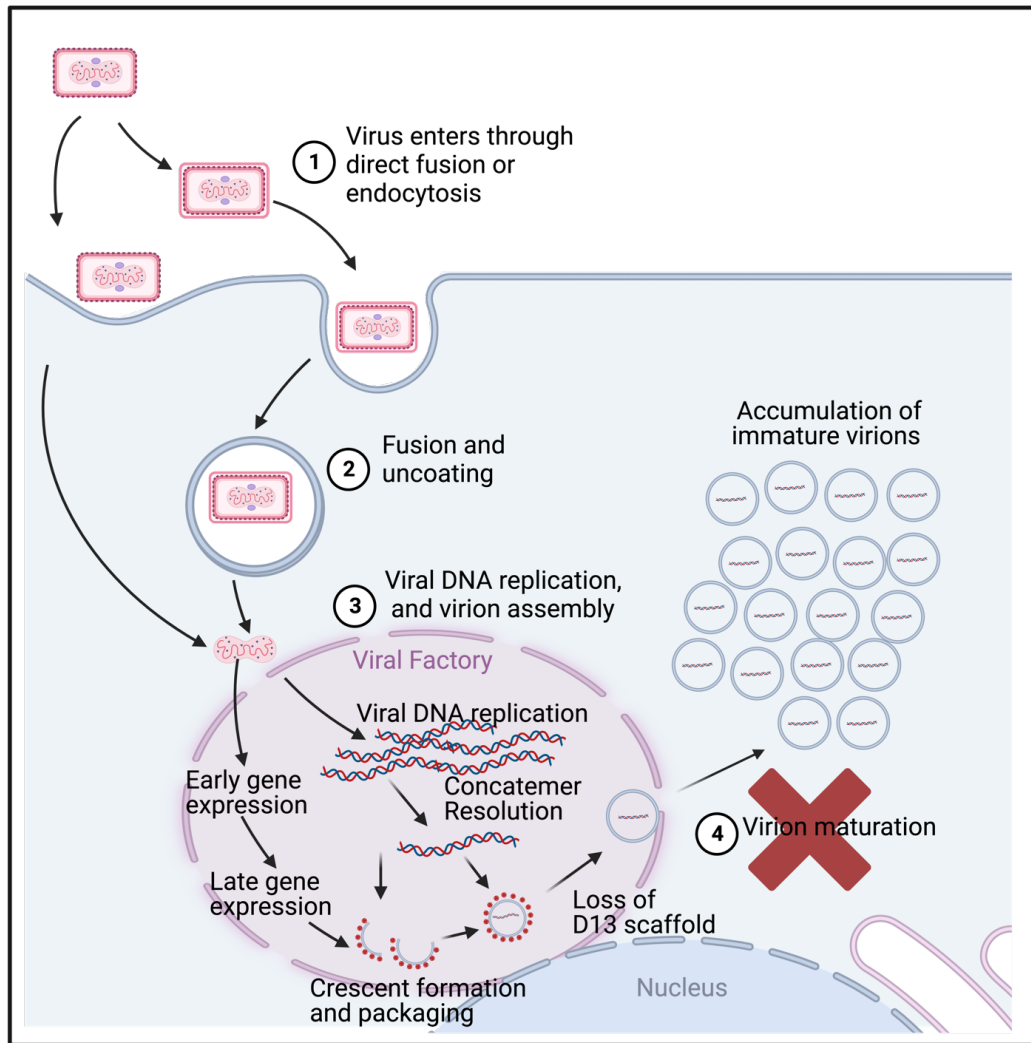 1
Virus enters through
direct fusion or
endocytosis
2
Fusion and
uncoating
Accumulation of
immature virions
3
Viral DNA replication,
and virion assembly
Viral Factory
Viral DNA replication
Early gene
expression
Concatemer
Resolution
4
Virion maturation
Late gene
expression
Loss of
D13 scaffold
Crescent formation
and packaging
Nucleus